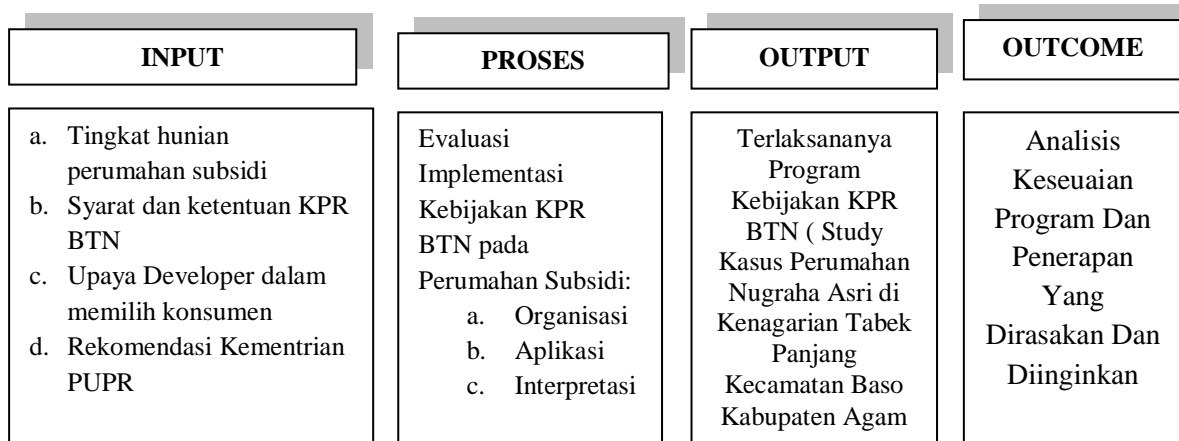 INPUT
a. Tingkat hunian
perumahan subsidi
b. Syarat dan ketentuan KPR
BTN
c. Upaya Developer dalam
memilih konsumen
d. Rekomendasi Kementrian
PUPR
PROSES
Evaluasi
Implementasi
Kebijakan KPR
BTN pada
Perumahan Subsidi:
a. Organisasi
b. Aplikasi
c. Interpretasi
OUTPUT
Terlaksananya
Program
Kebijakan KPR
BTN ( Study
Kasus Perumahan
Nugraha Asri di
Kenagarian Tabek
Panjang
Kecamatan Baso
Kabupaten Agam
OUTCOME
Analisis
Keseuaian
Program Dan
Penerapan
Yang
Dirasakan Dan
Diinginkan